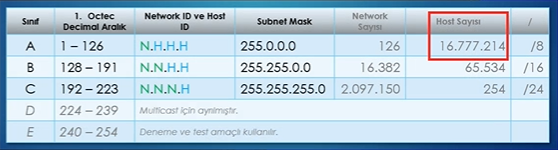 Sınıf 1. Octec Decimal Aralık Network ID ve Host ID Subnet Mask Network Sayısı Host Sayısı /
A 1 – 126 N.H.H.H 255.0.0.0 126 16.777.214 /8
B 128 – 191 N.N.H.H 255.255.0.0 16.382 65.534 /16
C 192 – 223 N.N.N.H 255.255.255.0 2.097.150 254 /24
D 224 – 239 Multicast için ayrılmıştır.
E 240 – 254 Deneme ve test amaçlı kullanılır.